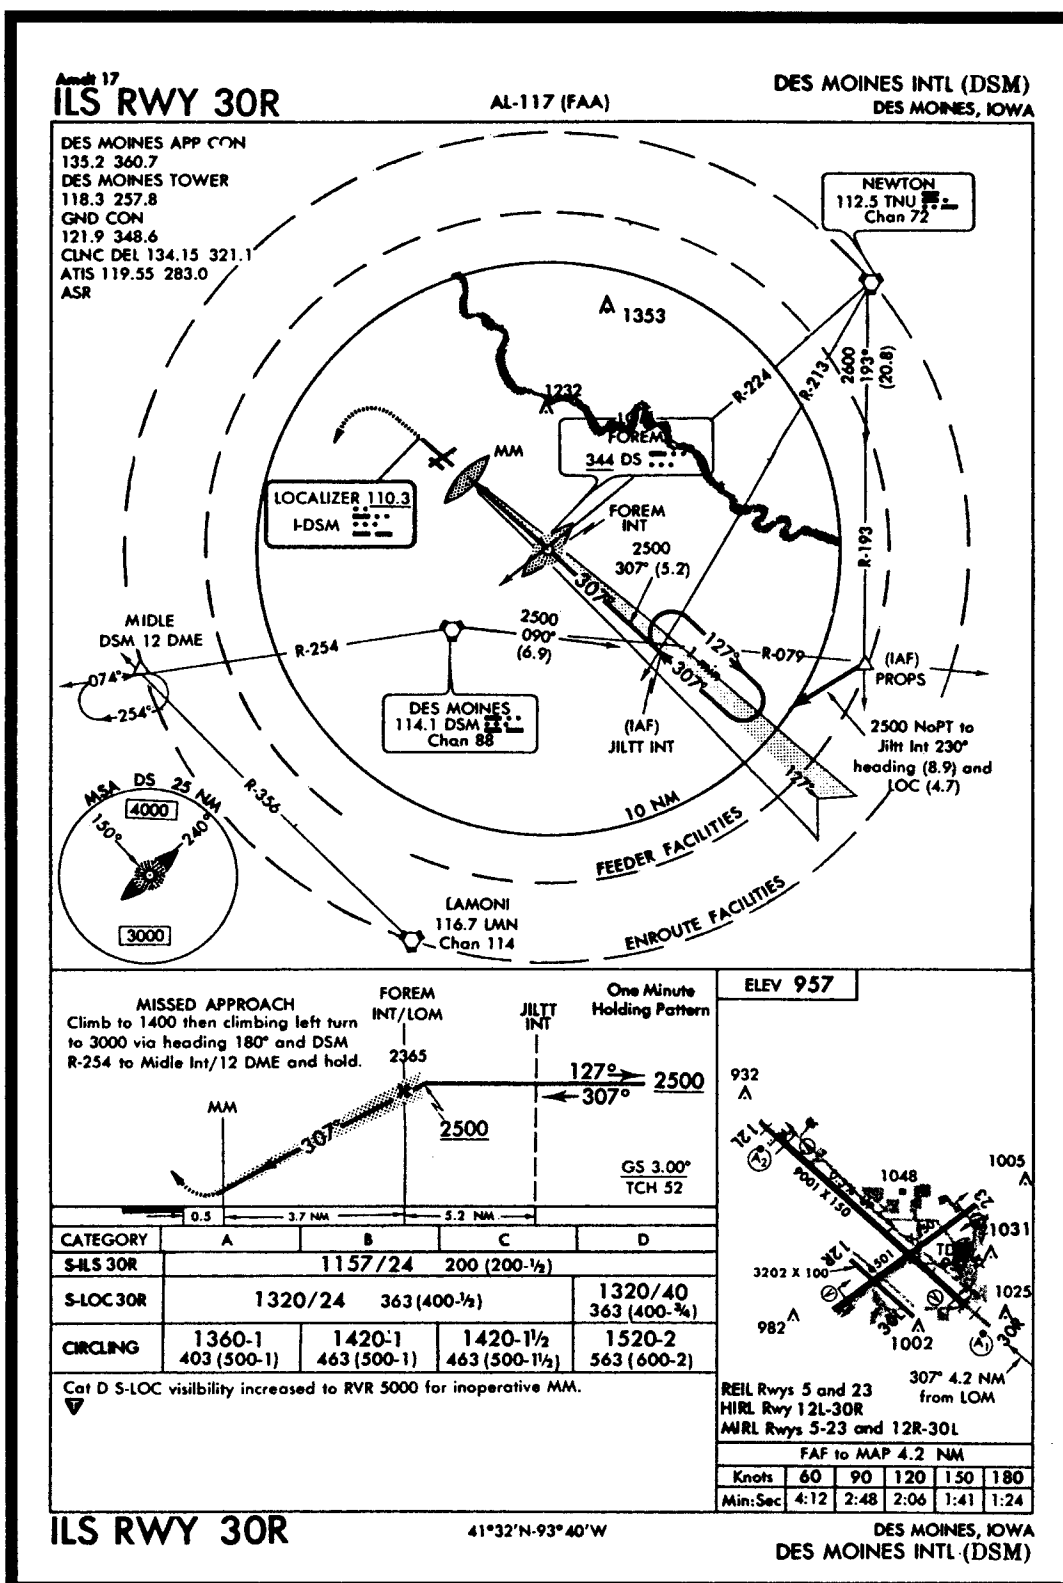 Amdt 17
ILS RWY 30R
AL-117 (FAA)
DES MOINES INTL (DSM)
DES MOINES, IOWA
DES MOINES APP CON
135.2 360.7
DES MOINES TOWER
118.3 257.8
GND CON
121.9 348.6
CLNC DEL 134.15 321.1
ATIS 119.55 283.0
ASR
NEWTON
112.5 TNU
Chan 72
1353
1232
R-224
R-213
2600
193°
(20.8)
R-193
FOREM
344 DS
MM
LOCALIZER 110.3
I-DSM
FOREM
INT
2500
307° (5.2)
307°
MIDLE
DSM 12 DME
R-254
2500
090°
(6.9)
127°
1 min
307°
R-079
(IAF)
PROPS
074°
254°
DES MOINES
114.1 DSM
Chan 88
(IAF)
JILTT INT
2500 NoPT to
Jiltt Int 230°
heading (8.9) and
LOC (4.7)
127°
R-356
10 NM
FEEDER FACILITIES
ENROUTE FACILITIES
MSA DS 25 NM
4000
150°
240°
3000
LAMONI
116.7 LMN
Chan 114
MISSED APPROACH
Climb to 1400 then climbing left turn
to 3000 via heading 180° and DSM
R-254 to Midle Int/12 DME and hold.
FOREM
INT/LOM
2365
JILTT
INT
One Minute
Holding Pattern
127°
307°
2500
MM
307°
2500
GS 3.00°
TCH 52
0.5
3.7 NM
5.2 NM
CATEGORY A B C D
S-ILS 30R 1157/24 200 (200-½)
S-LOC 30R 1320/24 363 (400-½) 1320/40 363 (400-¾)
CIRCLING 1360-1 1420-1 1420-1½ 1520-2
403 (500-1) 463 (500-1) 463 (500-1½) 563 (600-2)
Cat D S-LOC visilbility increased to RVR 5000 for inoperative MM.
T
ELEV 957
932
12L
A2
9001 X 150
1048
1005
23
1031
12R
6501
3202 X 100
1025
982
1002
30R
A1
307° 4.2 NM
from LOM
REIL Rwys 5 and 23
HIRL Rwy 12L-30R
MIRL Rwys 5-23 and 12R-30L
FAF to MAP 4.2 NM
Knots 60 90 120 150 180
Min:Sec 4:12 2:48 2:06 1:41 1:24
ILS RWY 30R
41°32'N-93°40'W
DES MOINES, IOWA
DES MOINES INTL (DSM)